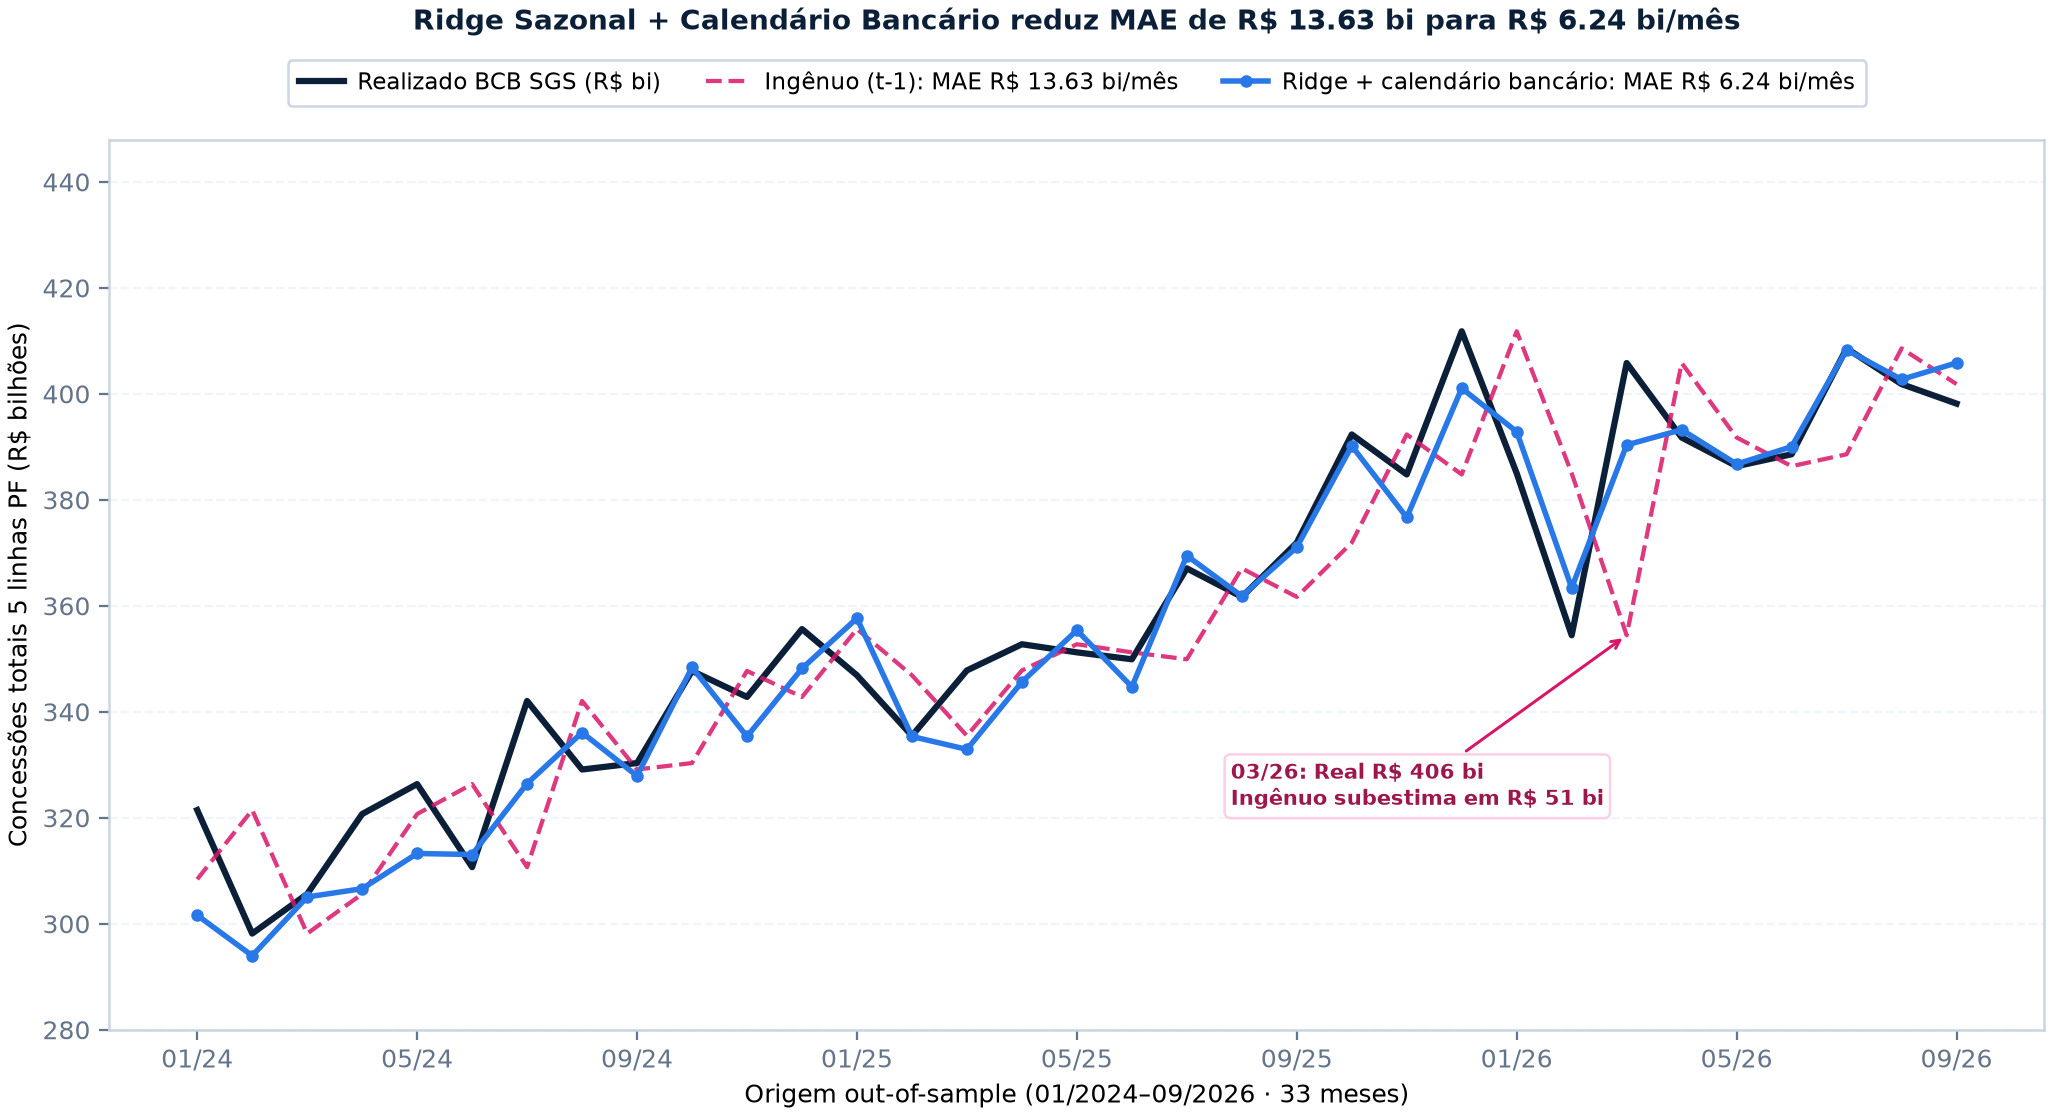 Ridge Sazonal + Calendário Bancário reduz MAE de R$ 13.63 bi para R$ 6.24 bi/mês
Realizado BCB SGS (R$ bi)
Ingênuo (t-1): MAE R$ 13.63 bi/mês
Ridge + calendário bancário: MAE R$ 6.24 bi/mês
Concessões totais 5 linhas PF (R$ bilhões)
440
420
400
380
360
340
320
300
280
03/26: Real R$ 406 bi
Ingênuo subestima em R$ 51 bi
01/24
05/24
09/24
01/25
05/25
09/25
01/26
05/26
09/26
Origem out-of-sample (01/2024–09/2026 · 33 meses)